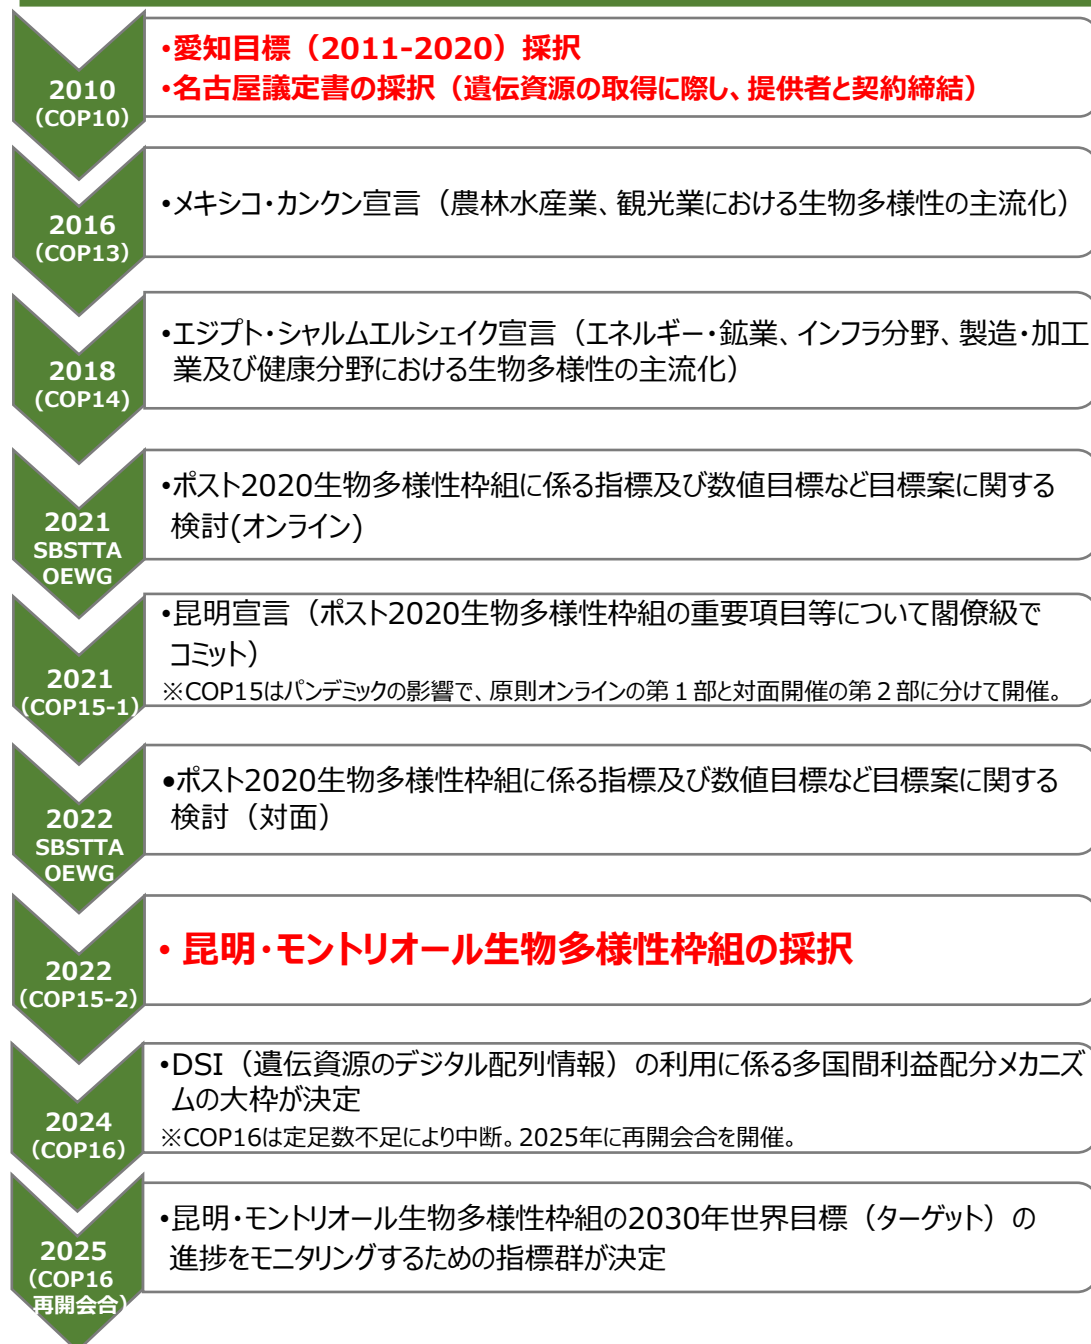 2010
(COP10)
•愛知目標（2011-2020）採択
•名古屋議定書の採択（遺伝資源の取得に際し、提供者と契約締結）
2016
(COP13)
•メキシコ・カンクン宣言（農林水産業、観光業における生物多様性の主流化）
2018
(COP14)
•エジプト・シャルムエルシェイク宣言（エネルギー・鉱業、インフラ分野、製造・加工
業及び健康分野における生物多様性の主流化）
2021
SBSTTA
OEWG
•ポスト2020生物多様性枠組に係る指標及び数値目標など目標案に関する
検討(オンライン)
2021
(COP15-1)
•昆明宣言（ポスト2020生物多様性枠組の重要項目等について閣僚級で
コミット）
※COP15はパンデミックの影響で、原則オンラインの第１部と対面開催の第２部に分けて開催。
2022
SBSTTA
OEWG
•ポスト2020生物多様性枠組に係る指標及び数値目標など目標案に関する
検討（対面）
2022
(COP15-2)
•昆明・モントリオール生物多様性枠組の採択
2024
(COP16)
•DSI（遺伝資源のデジタル配列情報）の利用に係る多国間利益配分メカニズ
ムの大枠が決定
※COP16は定足数不足により中断。2025年に再開会合を開催。
2025
(COP16
再開会合)
•昆明・モントリオール生物多様性枠組の2030年世界目標（ターゲット）の
進捗をモニタリングするための指標群が決定